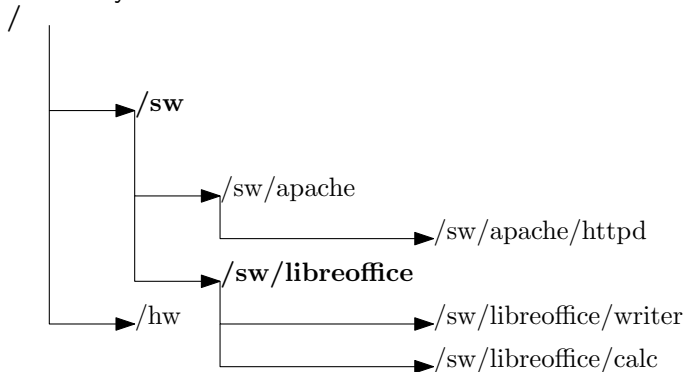 /
/sw
/sw/apache
/sw/apache/httpd
/sw/libreoffice
/hw
/sw/libreoffice/writer
/sw/libreoffice/calc